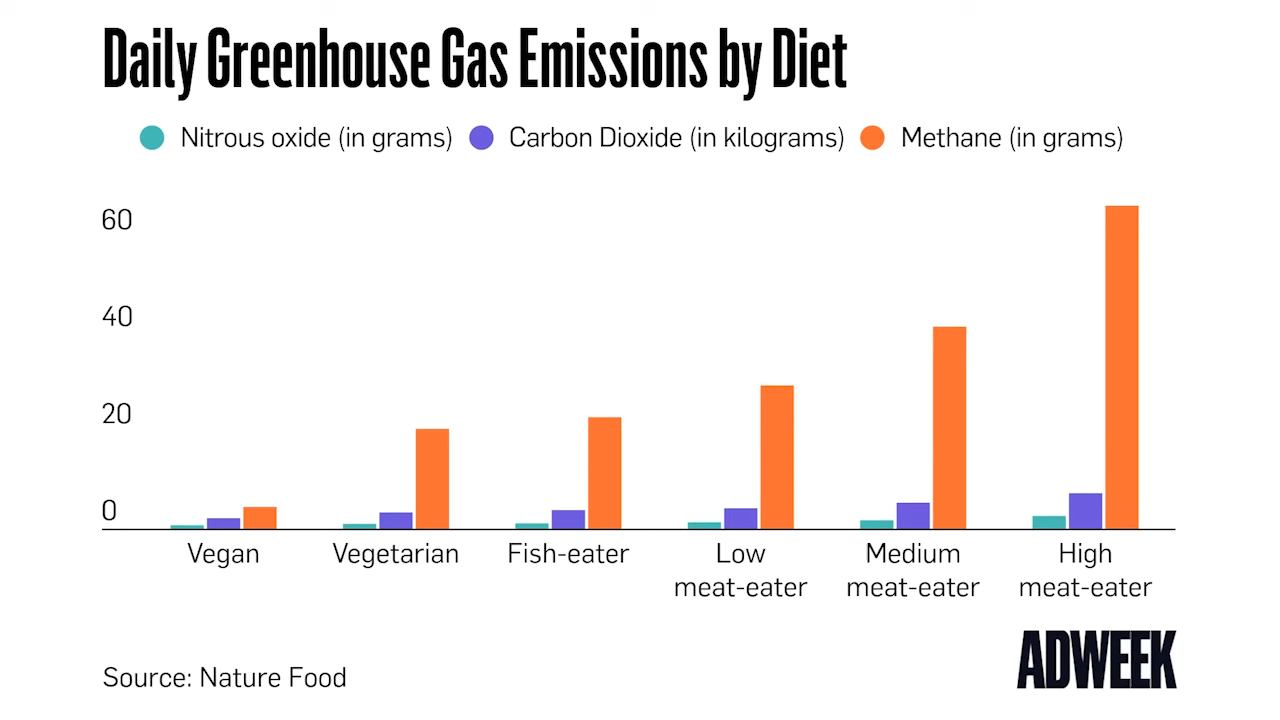 Daily Greenhouse Gas Emissions by Diet
Nitrous oxide (in grams) Carbon Dioxide (in kilograms) Methane (in grams)
60
40
20
0
Vegan Vegetarian Fish-eater Low Medium High
meat-eater meat-eater meat-eater
Source: Nature Food
ADWEEK